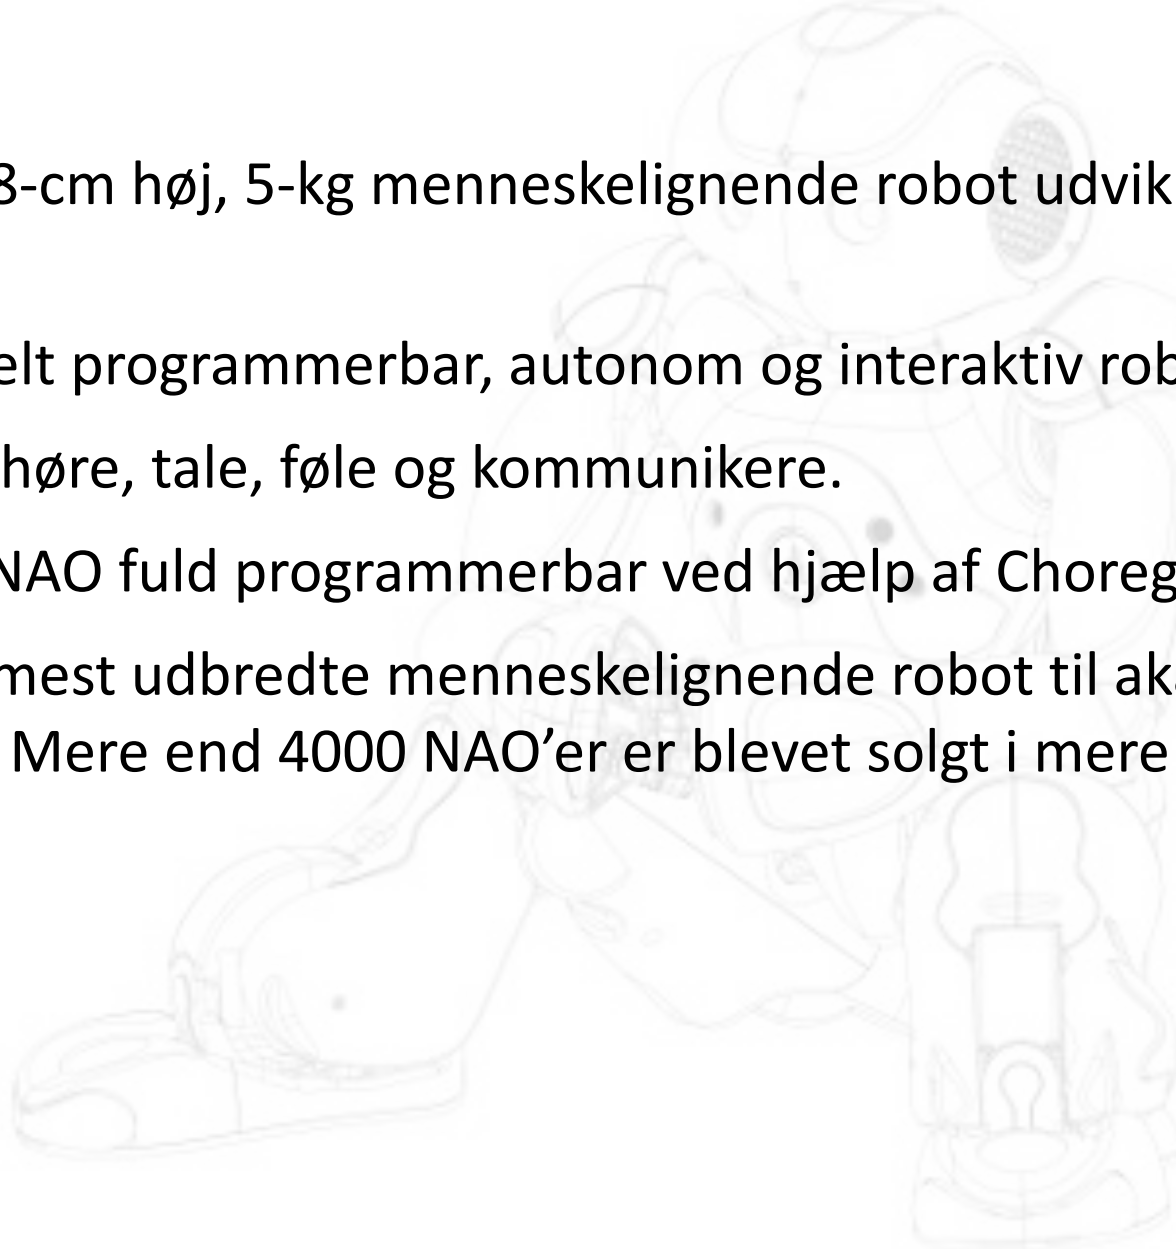 8-cm høj, 5-kg menneskelignende robot udvik
elt programmerbar, autonom og interaktiv rob
høre, tale, føle og kommunikere.
NAO fuld programmerbar ved hjælp af Choreg
mest udbredte menneskelignende robot til aka
Mere end 4000 NAO’er er blevet solgt i mere